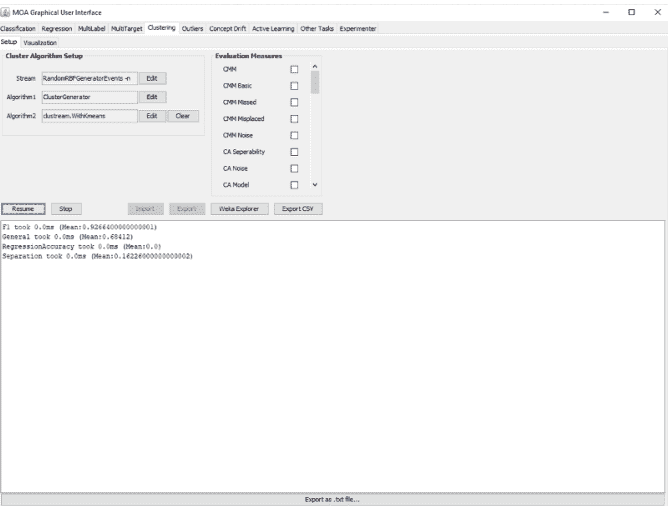 MOA Graphical User Interface
Classification Regression MultiLabel MultiTarget Clustering Outliers Concept Drift Active Learning Other Tasks Experimenter
Setup Visualization
Cluster Algorithm Setup
Stream RandomRBFGeneratorEvents -n Edit
Algorithm1 ClusterGenerator Edit
Algorithm2 clustream.WithKmeans Edit Clear
Evaluation Measures
CMM
CMM Basic
CMM Missed
CMM Misplaced
CMM Noise
CA Seperability
CA Noise
CA Model
Resume Stop Import Export Weka Explorer Export CSV
F1 took 0.0ms (Mean:0.9266400000000001)
General took 0.0ms (Mean:0.68412)
RegressionAccuracy took 0.0ms (Mean:0.0)
Separation took 0.0ms (Mean:0.16226000000000002)
Export as .txt file...